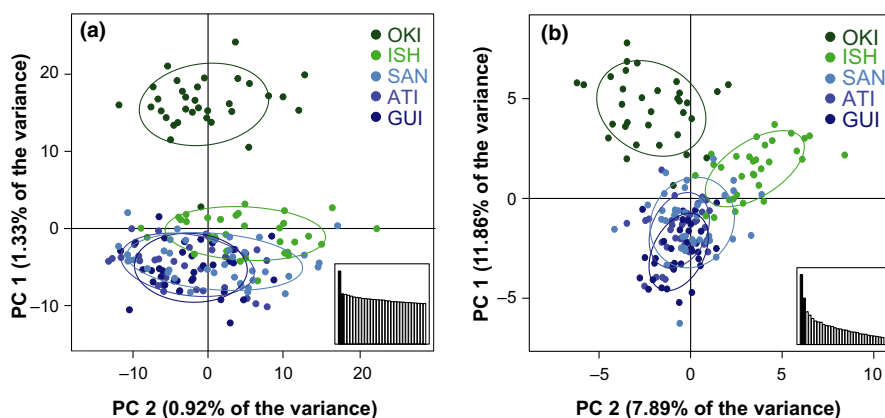 (a)
OKI
ISH
SAN
ATI
GUI
20
10
0
–10
–10
0
10
20
PC 1 (1.33% of the variance)
PC 2 (0.92% of the variance)
(b)
OKI
ISH
SAN
ATI
GUI
5
0
–5
–5
0
5
10
PC 1 (11.86% of the variance)
PC 2 (7.89% of the variance)